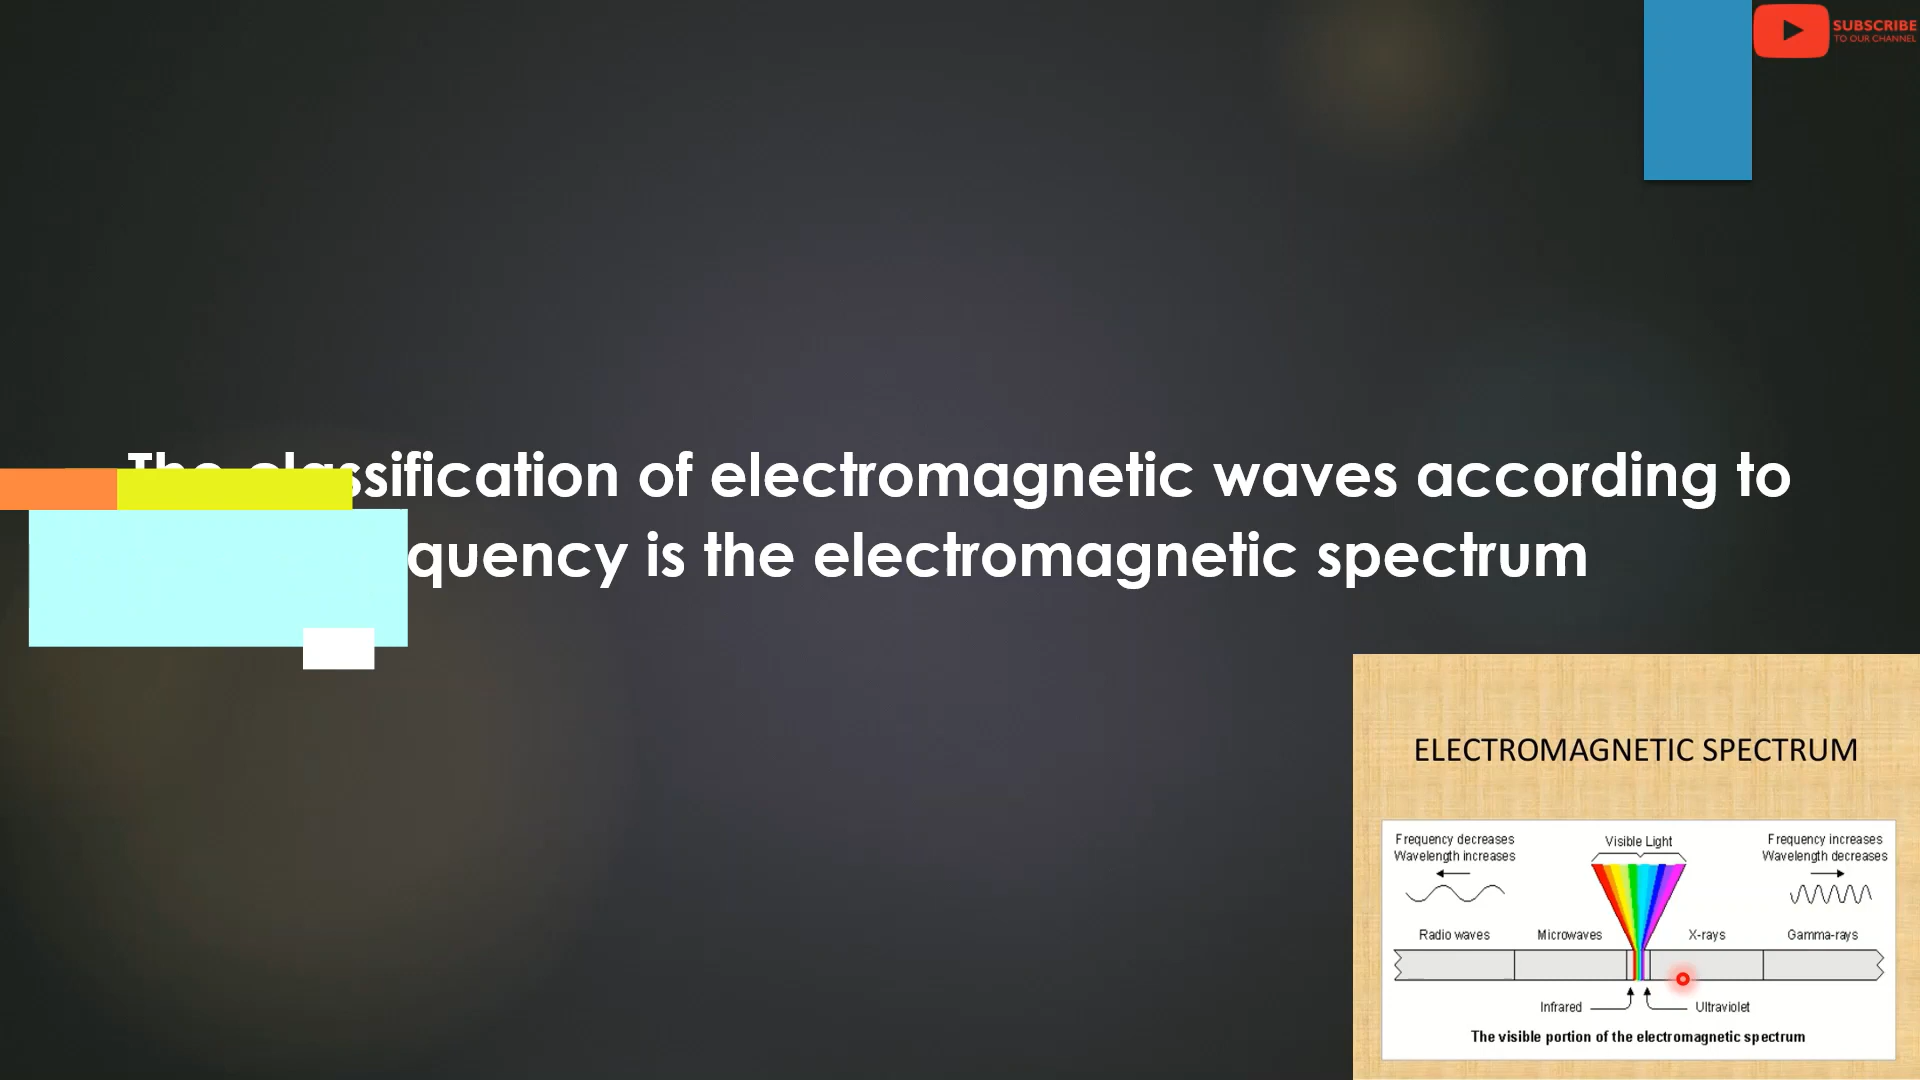 SUBSCRIBE
TO OUR CHANNEL
The classification of electromagnetic waves according to
quency is the electromagnetic spectrum
ELECTROMAGNETIC SPECTRUM
Frequency decreases
Wavelength increases
Visible Light
Frequency increases
Wavelength decreases
Radio waves Microwaves X-rays Gamma-rays
Infrared Ultraviolet
The visible portion of the electromagnetic spectrum